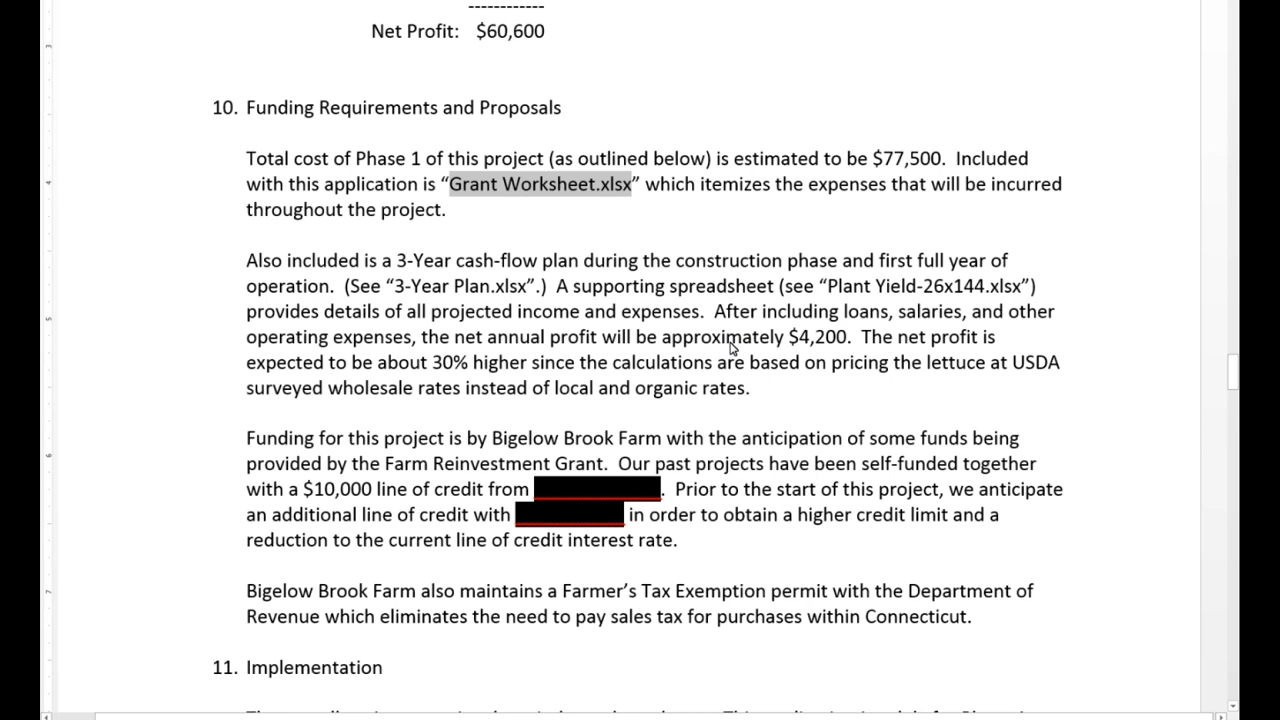 ------------
Net Profit: $60,600
10. Funding Requirements and Proposals
Total cost of Phase 1 of this project (as outlined below) is estimated to be $77,500. Included
with this application is “Grant Worksheet.xlsx” which itemizes the expenses that will be incurred
throughout the project.
Also included is a 3-Year cash-flow plan during the construction phase and first full year of
operation. (See “3-Year Plan.xlsx”.) A supporting spreadsheet (see “Plant Yield-26x144.xlsx”)
provides details of all projected income and expenses. After including loans, salaries, and other
operating expenses, the net annual profit will be approximately $4,200. The net profit is
expected to be about 30% higher since the calculations are based on pricing the lettuce at USDA
surveyed wholesale rates instead of local and organic rates.
Funding for this project is by Bigelow Brook Farm with the anticipation of some funds being
provided by the Farm Reinvestment Grant. Our past projects have been self-funded together
with a $10,000 line of credit from . Prior to the start of this project, we anticipate
an additional line of credit with in order to obtain a higher credit limit and a
reduction to the current line of credit interest rate.
Bigelow Brook Farm also maintains a Farmer’s Tax Exemption permit with the Department of
Revenue which eliminates the need to pay sales tax for purchases within Connecticut.
11. Implementation